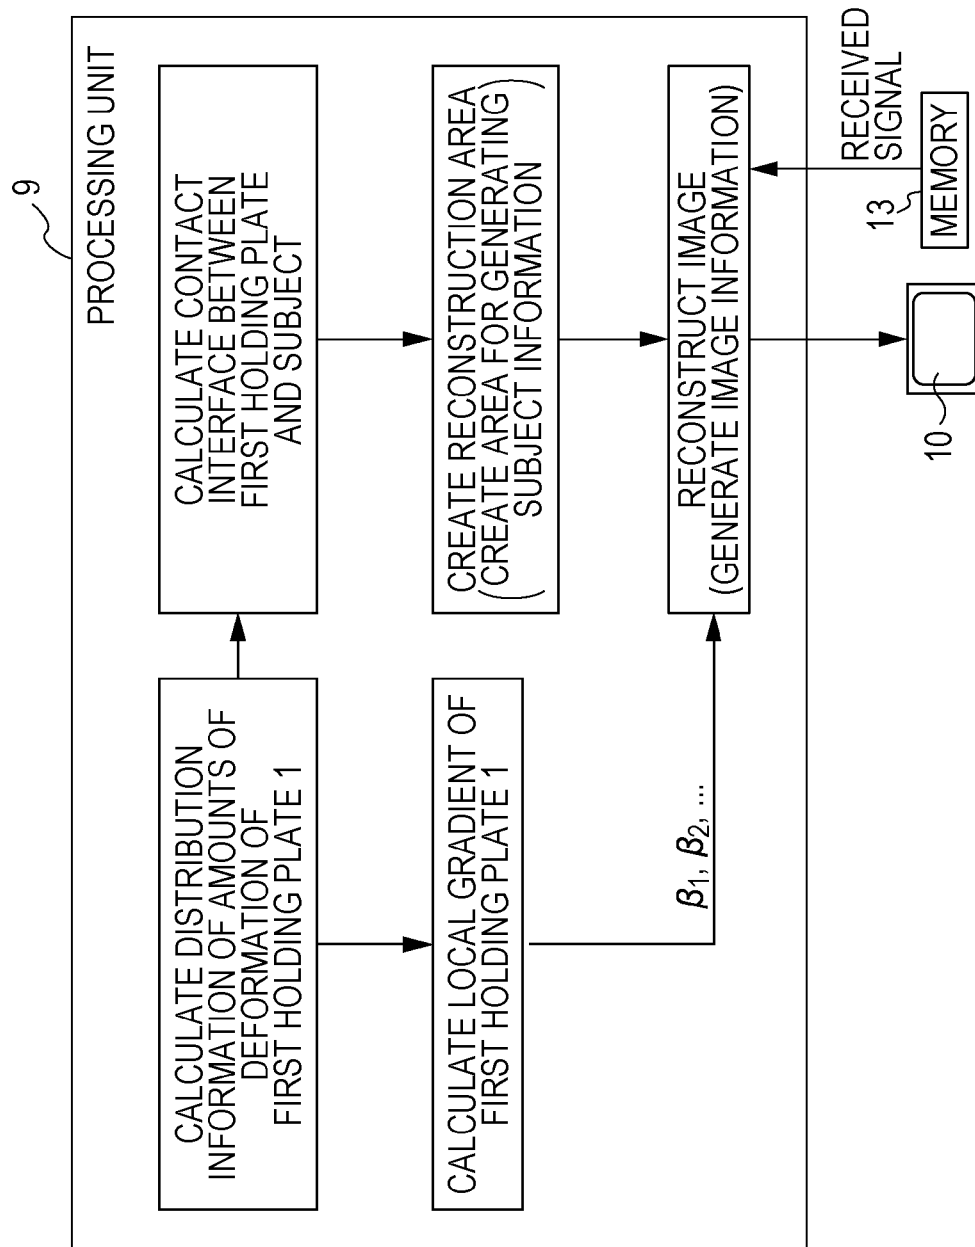 9
PROCESSING UNIT
CALCULATE DISTRIBUTION
INFORMATION OF AMOUNTS OF
DEFORMATION OF
FIRST HOLDING PLATE 1
CALCULATE CONTACT
INTERFACE BETWEEN
FIRST HOLDING PLATE
AND SUBJECT
CALCULATE LOCAL GRADIENT OF
FIRST HOLDING PLATE 1
CREATE RECONSTRUCTION AREA
(CREATE AREA FOR GENERATING
SUBJECT INFORMATION)
β₁, β₂, ...
RECONSTRUCT IMAGE
(GENERATE IMAGE INFORMATION)
RECEIVED
SIGNAL
13
MEMORY
10